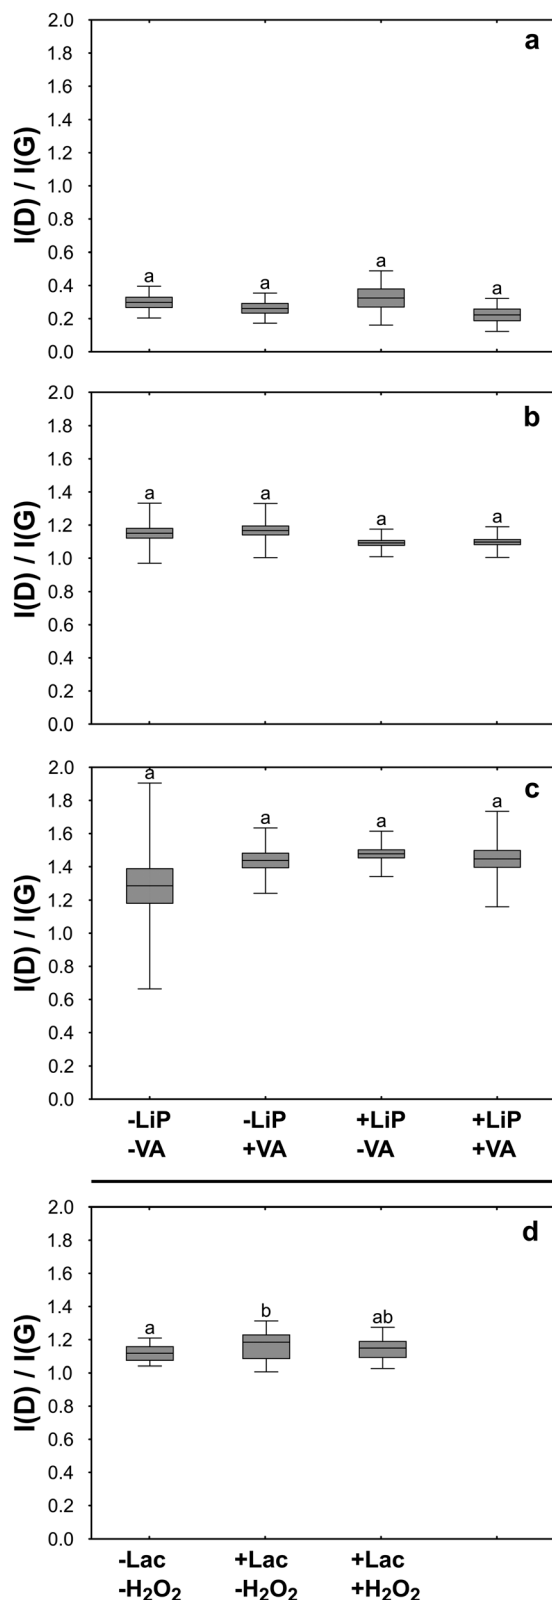 a
2.0
1.8
1.6
1.4
1.2
1.0
0.8
0.6
0.4
0.2
0.0
I(D) / I(G)
a a a a
b
2.0
1.8
1.6
1.4
1.2
1.0
0.8
0.6
0.4
0.2
0.0
I(D) / I(G)
a a a a
c
2.0
1.8
1.6
1.4
1.2
1.0
0.8
0.6
0.4
0.2
0.0
I(D) / I(G)
a a a a
-LiP -LiP +LiP +LiP
-VA +VA -VA +VA
d
2.0
1.8
1.6
1.4
1.2
1.0
0.8
0.6
0.4
0.2
0.0
I(D) / I(G)
a b ab
-Lac +Lac +Lac
-H₂O₂ -H₂O₂ +H₂O₂